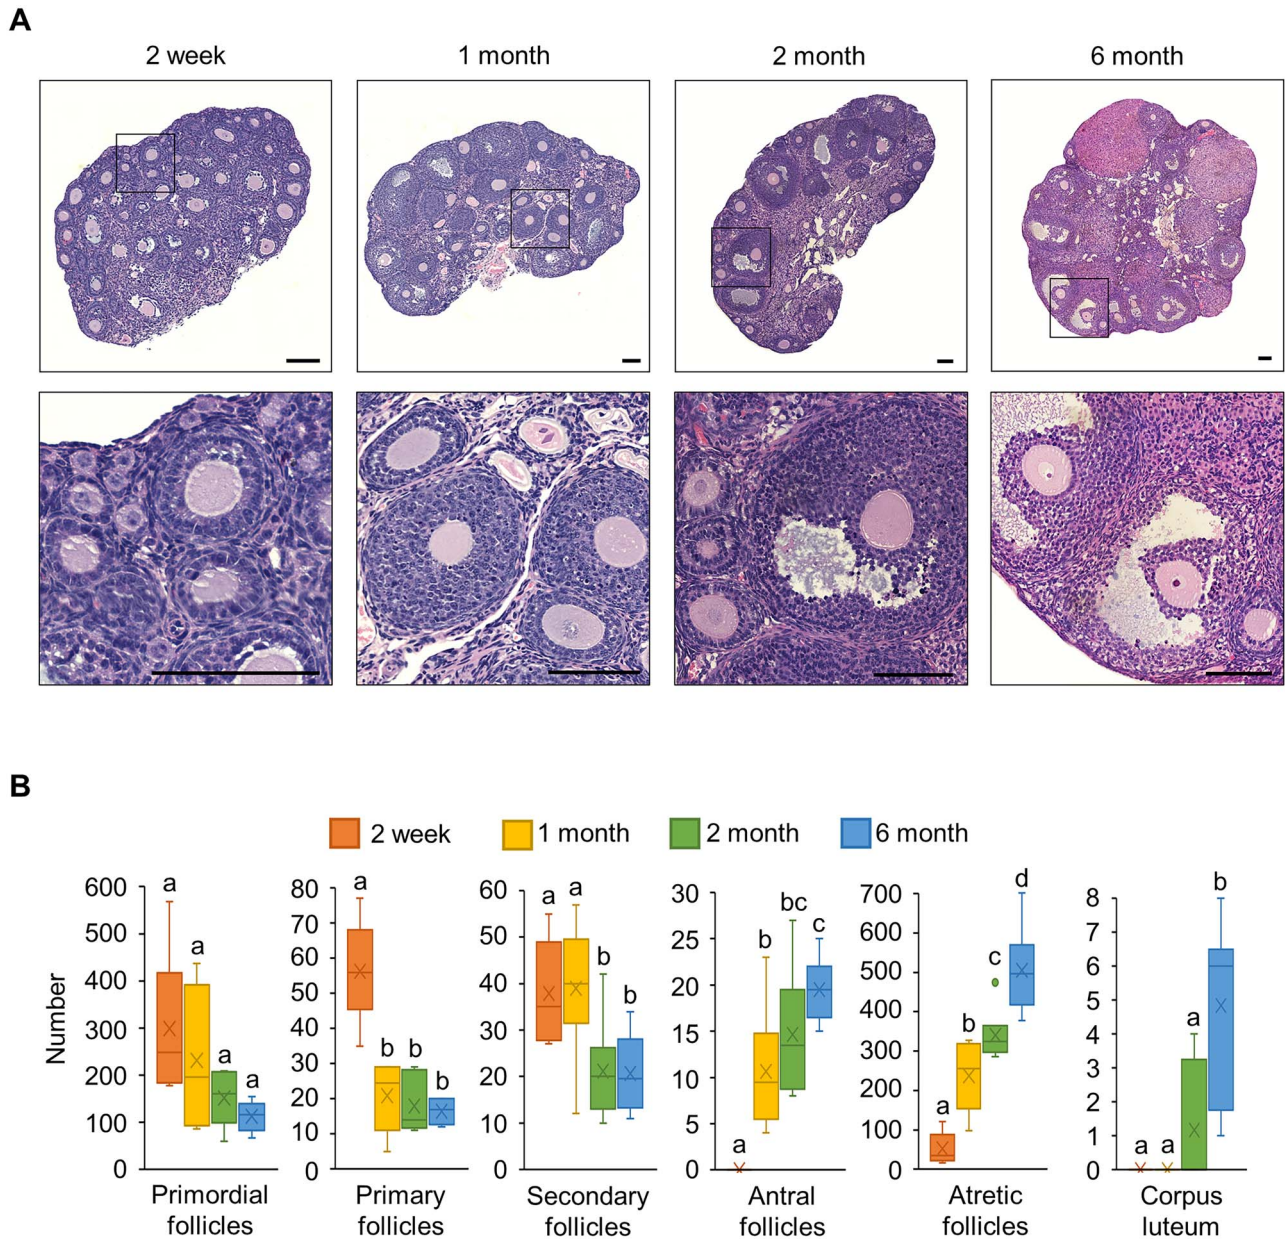 A
2 week 1 month 2 month 6 month
B
2 week 1 month 2 month 6 month
Number
600
500
400
300
200
100
0
a a a a
Primordial
follicles
80
70
60
50
40
30
20
10
0
a b b b
Primary
follicles
60
50
40
30
20
10
0
a a b b
Secondary
follicles
30
25
20
15
10
5
0
a b bc c
Antral
follicles
700
600
500
400
300
200
100
0
a b c d
Atretic
follicles
8
7
6
5
4
3
2
1
0
a a a b
Corpus
luteum